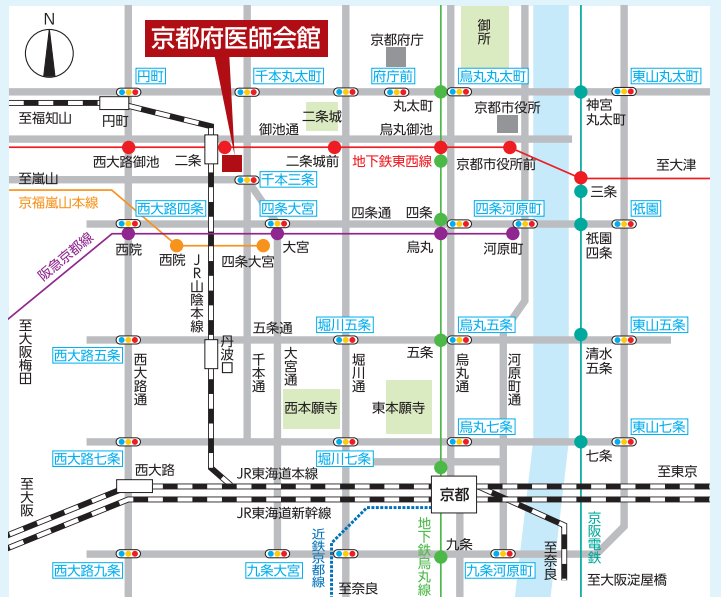 N
京都府医師会館
御所
京都府庁
円町
千本丸太町
府庁前
烏丸丸太町
東山丸太町
丸太町
神宮
丸太町
至福知山
円町
二条城
京都市役所
御池通
烏丸御池
西大路御池
二条
二条城前
地下鉄東西線
京都市役所前
至大津
至嵐山
千本三条
三条
京福嵐山本線
西大路四条
四条大宮
四条通
四条
四条河原町
祇園
西院
西院
四条大宮
大宮
烏丸
河原町
祇園
四条
阪急京都線
JR山陰本線
至大阪梅田
五条通
堀川五条
烏丸五条
東山五条
西大路五条
丹波口
五条
清水
五条
西大路通
千本通
大宮通
堀川通
烏丸通
河原町通
西本願寺
東本願寺
烏丸七条
東山七条
西大路七条
堀川七条
七条
西大路
JR東海道本線
至東京
至大阪
京都
JR東海道新幹線
近鉄京都線
地下鉄烏丸線
九条
至奈良
京阪電鉄
西大路九条
九条大宮
九条河原町
至奈良
至大阪淀屋橋